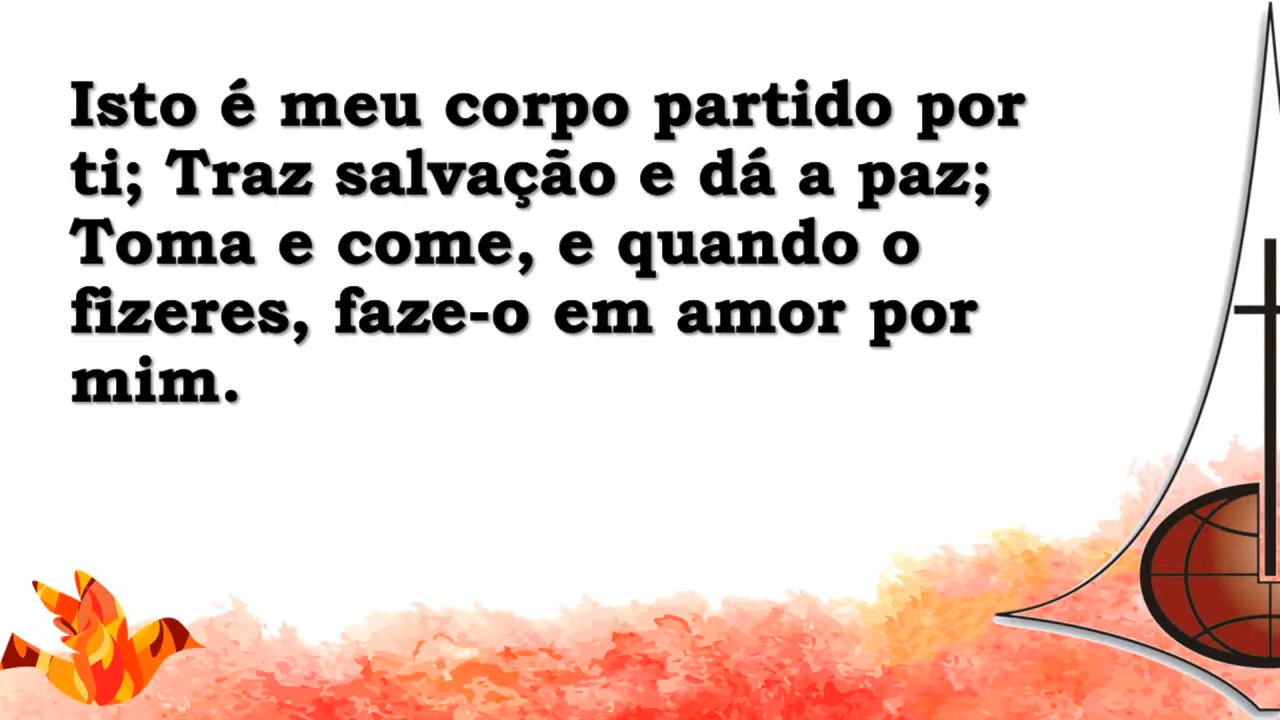 Isto é meu corpo partido por
ti; Traz salvação e dá a paz;
Toma e come, e quando o
fizeres, faze-o em amor por
mim.